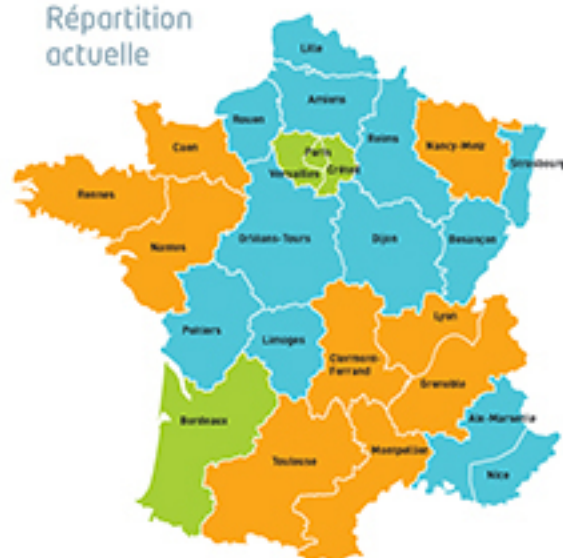 Répartition
actuelle
Lille
Amiens
Rouen
Reims
Caen
Paris
Nancy-Metz
Créteil
Versailles
Strasbourg
Rennes
Nantes
Orléans-Tours
Dijon
Besançon
Poitiers
Limoges
Lyon
Clermont-
Ferrand
Grenoble
Bordeaux
Aix-Marseille
Montpellier
Toulouse
Nice